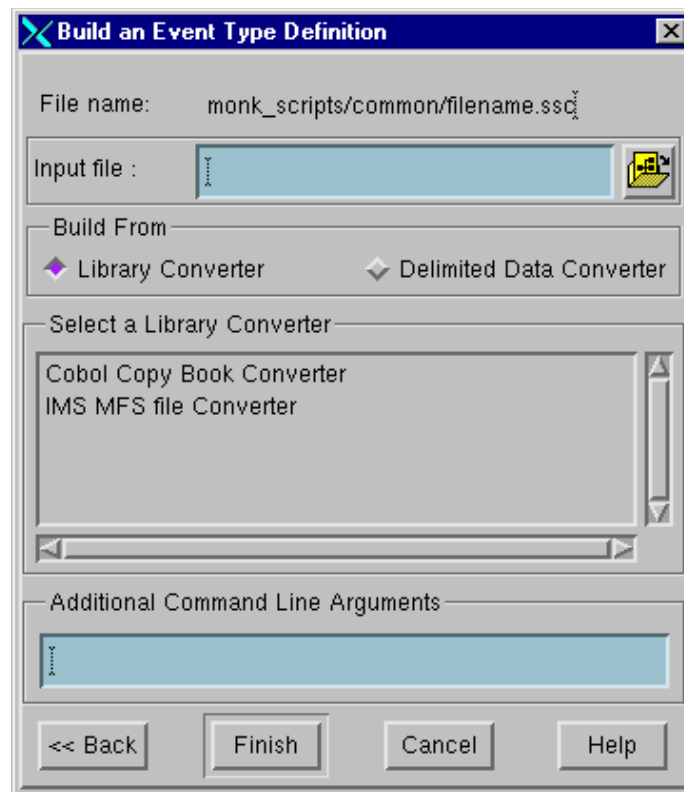 Build an Event Type Definition
File name: monk_scripts/common/filename.ssc
Input file :
Build From
Library Converter Delimited Data Converter
Select a Library Converter
Cobol Copy Book Converter
IMS MFS file Converter
Additional Command Line Arguments
<< Back Finish Cancel Help